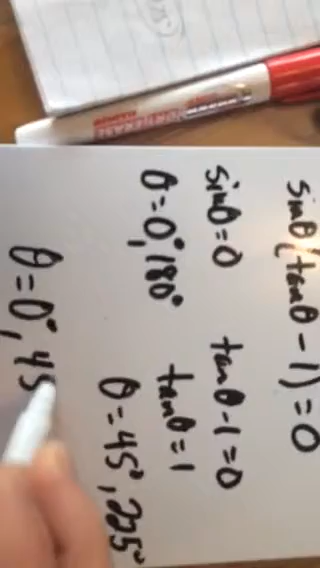 sinθ(tanθ - 1) = 0
sinθ = 0 tanθ - 1 = 0
θ = 0°, 180° tanθ = 1
θ = 45°, 225°
θ = 0°, 45